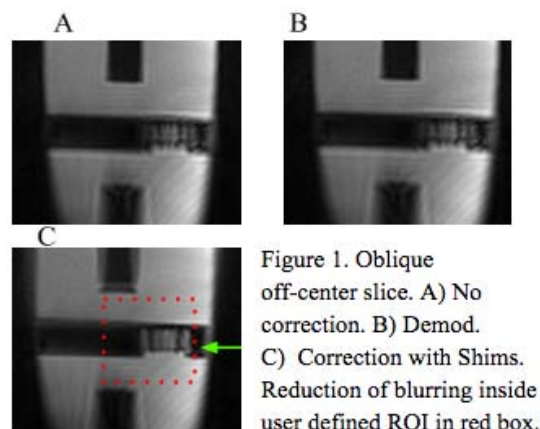 A
B
C
Figure 1. Oblique
off-center slice. A) No
correction. B) Demod.
C) Correction with Shims.
Reduction of blurring inside
user defined ROI in red box.